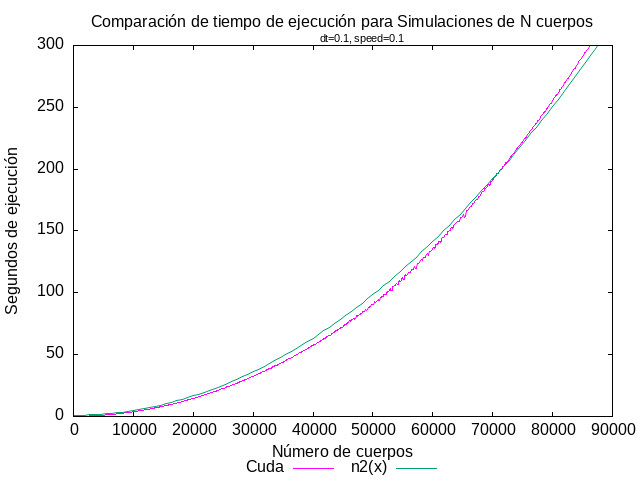 Comparación de tiempo de ejecución para Simulaciones de N cuerpos
dt=0.1, speed=0.1
300
250
200
150
100
50
0
Segundos de ejecución
0 10000 20000 30000 40000 50000 60000 70000 80000 90000
Número de cuerpos
Cuda n2(x)